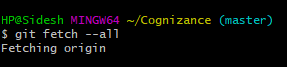 HP@Sidesh MINGW64 ~/Cognizance (master)
$ git fetch --all
Fetching origin